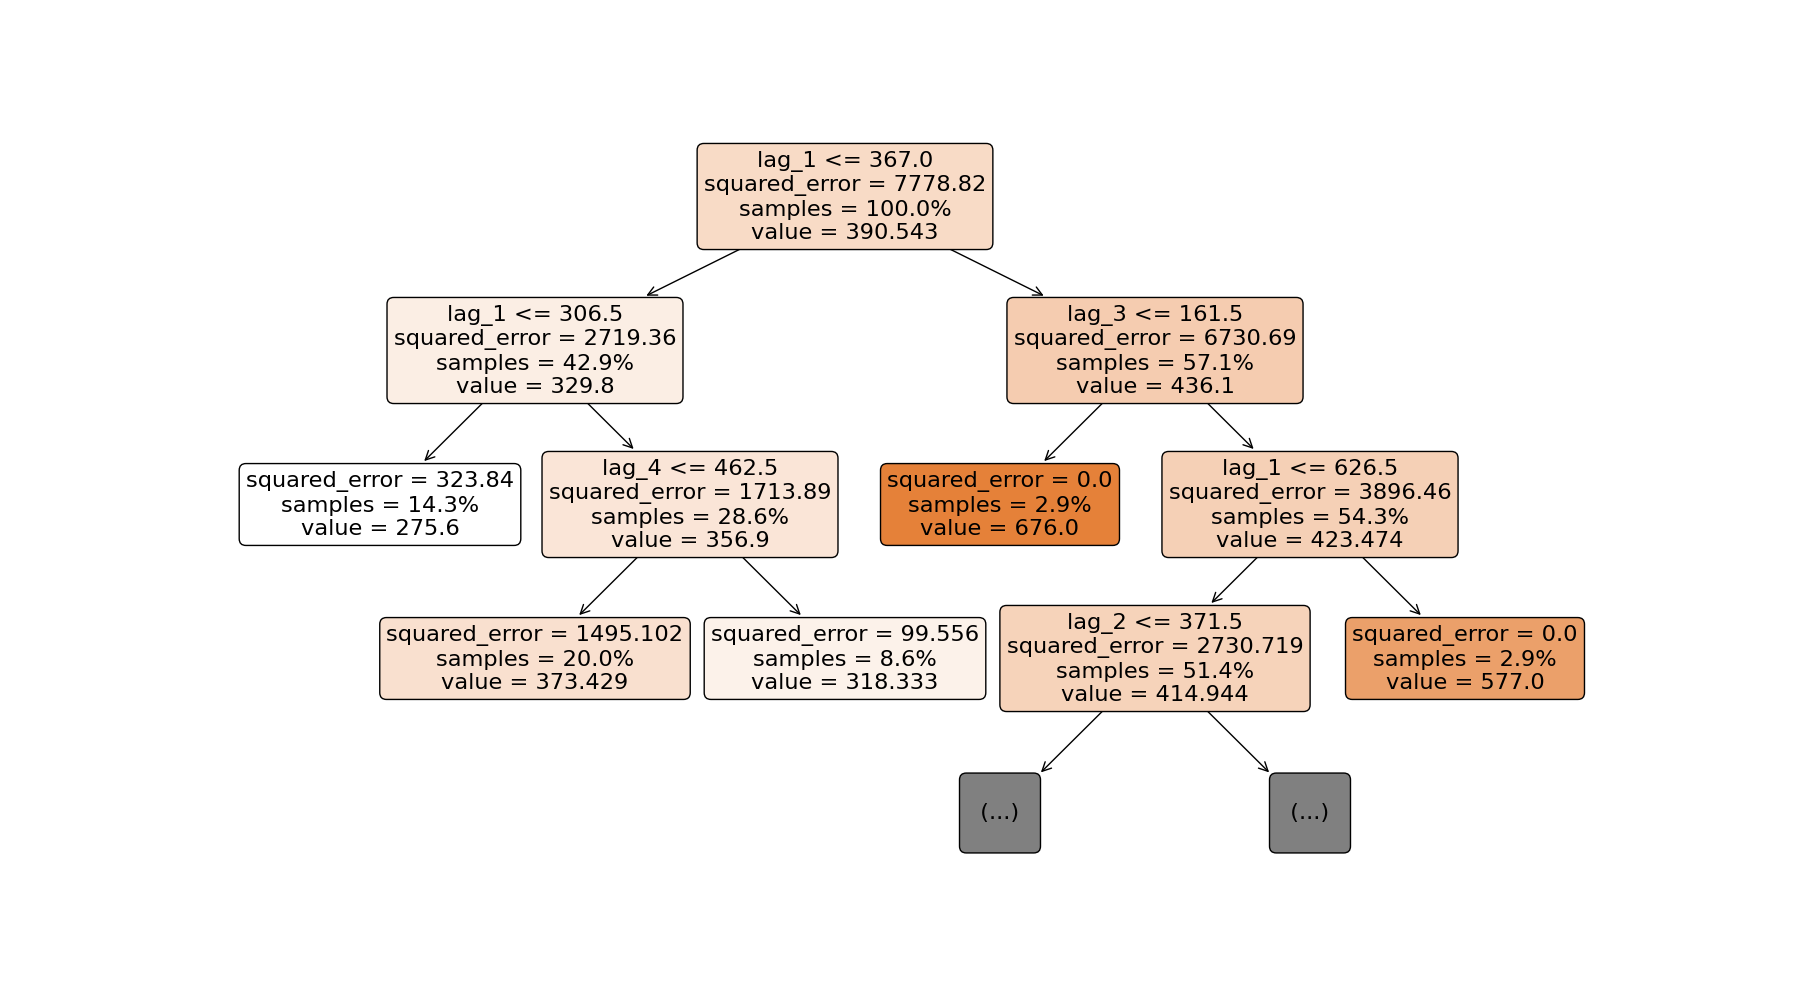 lag_1 <= 367.0
squared_error = 7778.82
samples = 100.0%
value = 390.543
lag_1 <= 306.5
squared_error = 2719.36
samples = 42.9%
value = 329.8
lag_3 <= 161.5
squared_error = 6730.69
samples = 57.1%
value = 436.1
squared_error = 323.84
samples = 14.3%
value = 275.6
lag_4 <= 462.5
squared_error = 1713.89
samples = 28.6%
value = 356.9
squared_error = 0.0
samples = 2.9%
value = 676.0
lag_1 <= 626.5
squared_error = 3896.46
samples = 54.3%
value = 423.474
squared_error = 1495.102
samples = 20.0%
value = 373.429
squared_error = 99.556
samples = 8.6%
value = 318.333
lag_2 <= 371.5
squared_error = 2730.719
samples = 51.4%
value = 414.944
squared_error = 0.0
samples = 2.9%
value = 577.0
(...)
(...)